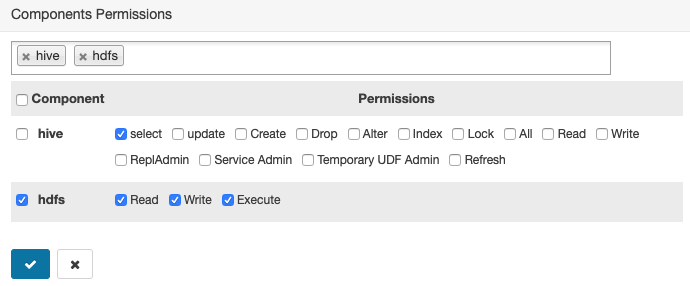 Components Permissions
× hive × hdfs
Component Permissions
hive select update Create Drop Alter Index Lock All Read Write
ReplAdmin Service Admin Temporary UDF Admin Refresh
hdfs Read Write Execute